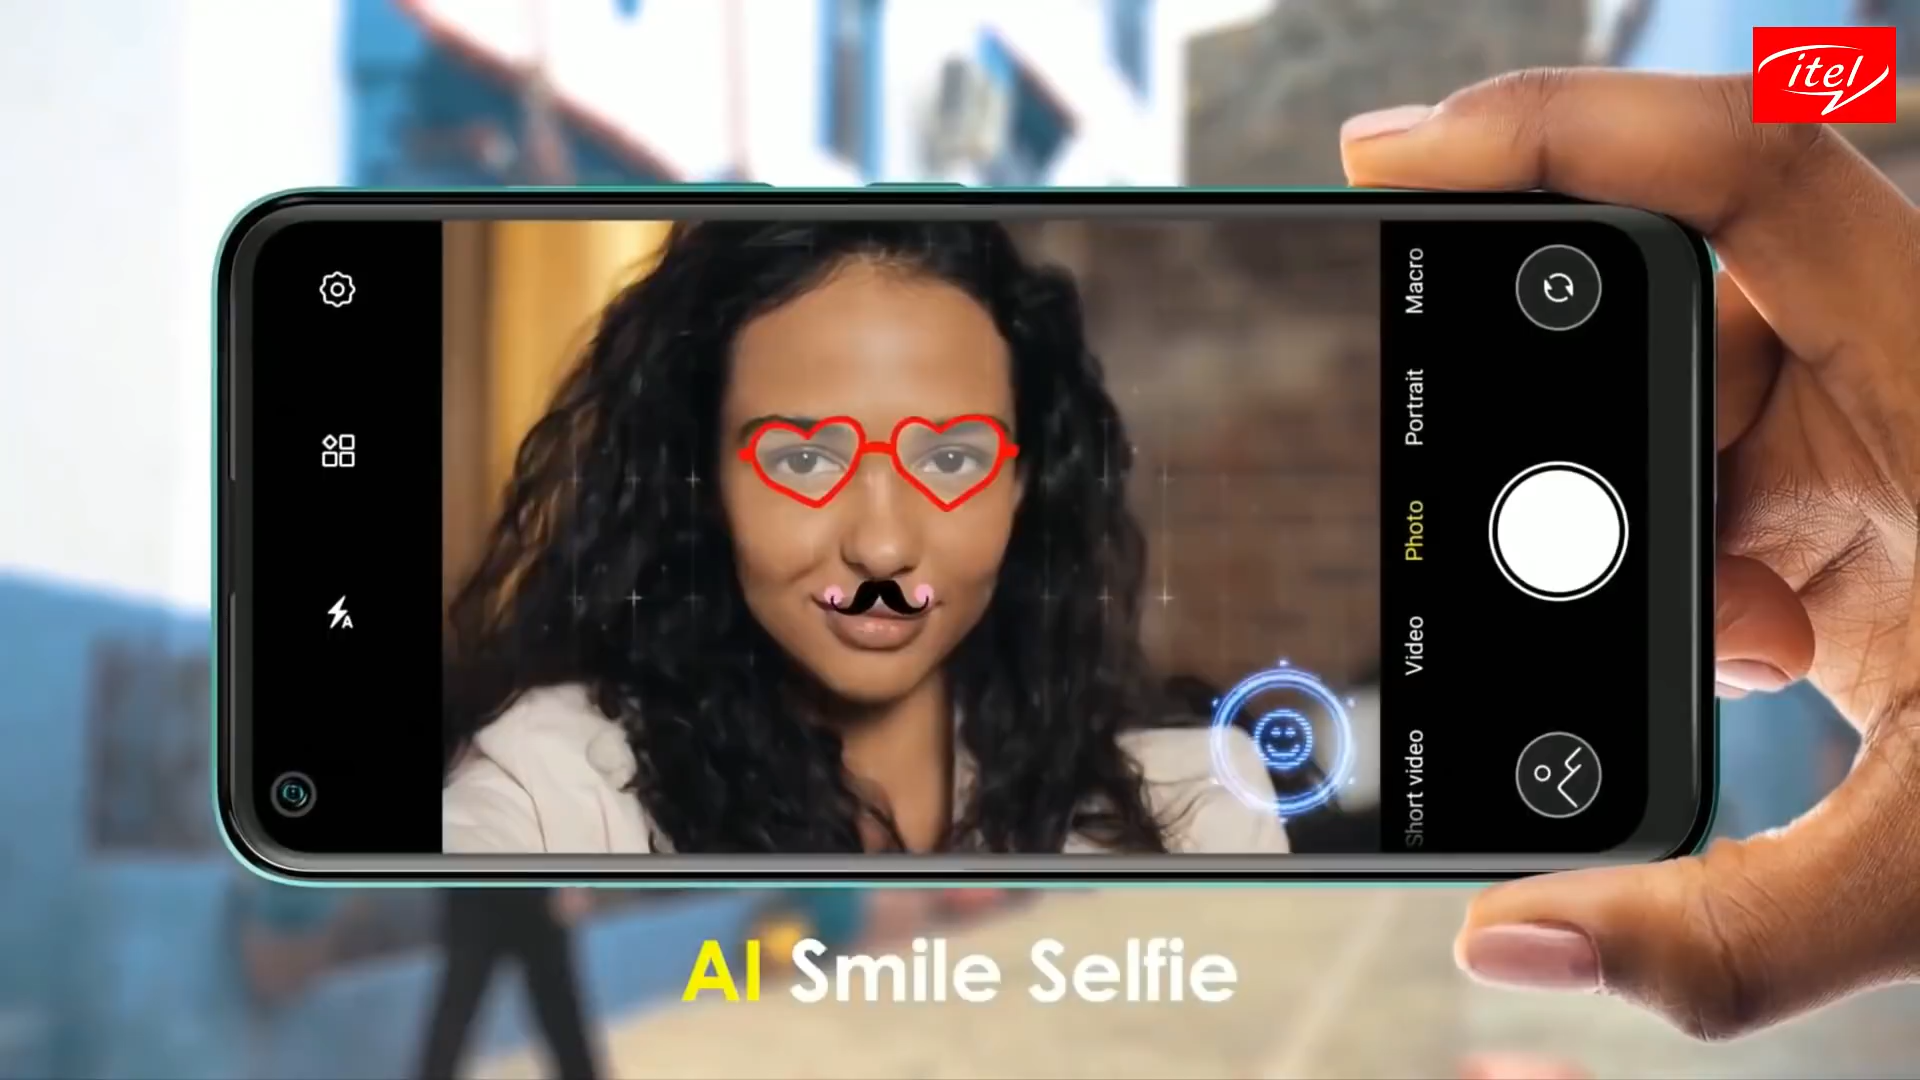 itel
Macro
Portrait
Photo
Video
Short video
A
AI Smile Selfie